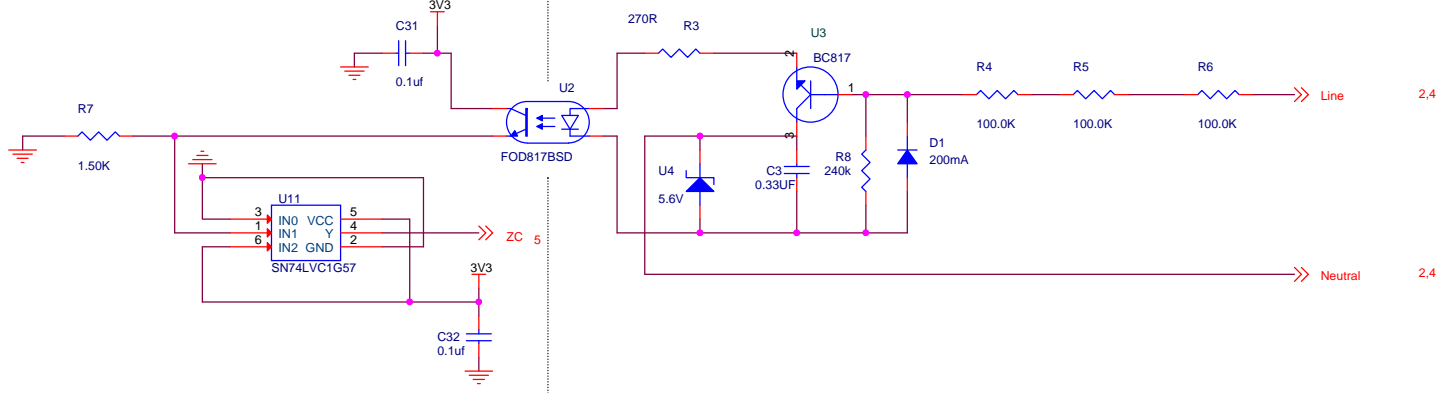 3V3
C31
0.1uf
270R
R3
U3
2
BC817
1
3
U2
FOD817BSD
R4
100.0K
R5
100.0K
R6
100.0K
Line 2,4
R7
1.50K
U4
5.6V
C3
0.33UF
R8
240k
D1
200mA
U11
3 IN0 VCC 5
1 IN1 Y 4
6 IN2 GND 2
SN74LVC1G57
ZC 5
3V3
C32
0.1uf
Neutral 2,4